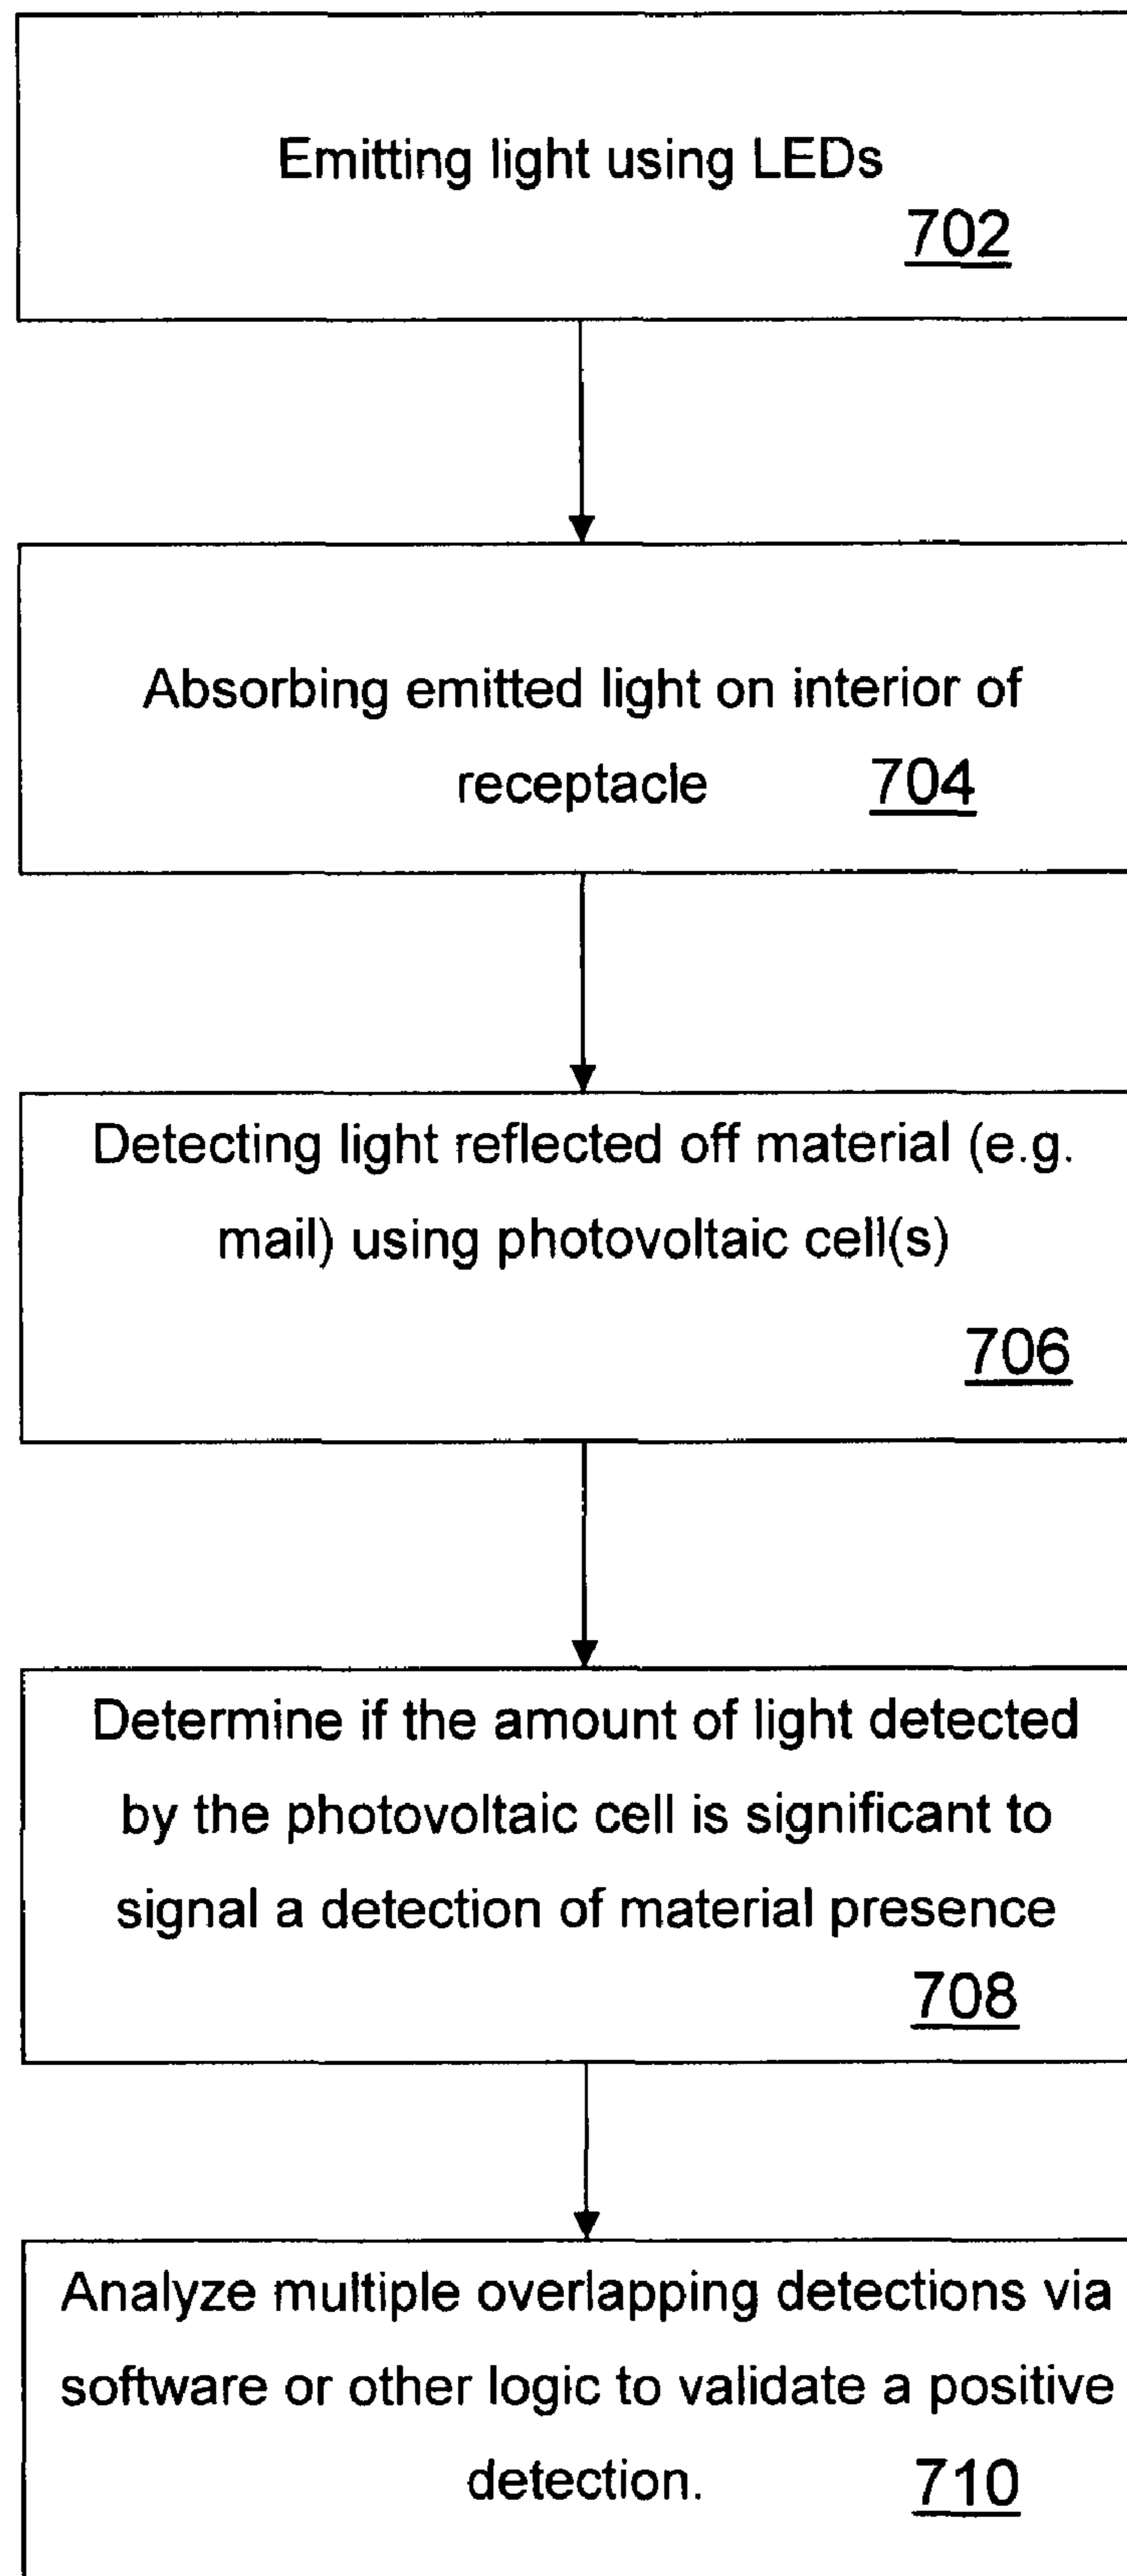 Emitting light using LEDs
702
Absorbing emitted light on interior of
receptacle 704
Detecting light reflected off material (e.g.
mail) using photovoltaic cell(s)
706
Determine if the amount of light detected
by the photovoltaic cell is significant to
signal a detection of material presence
708
Analyze multiple overlapping detections via
software or other logic to validate a positive
detection. 710